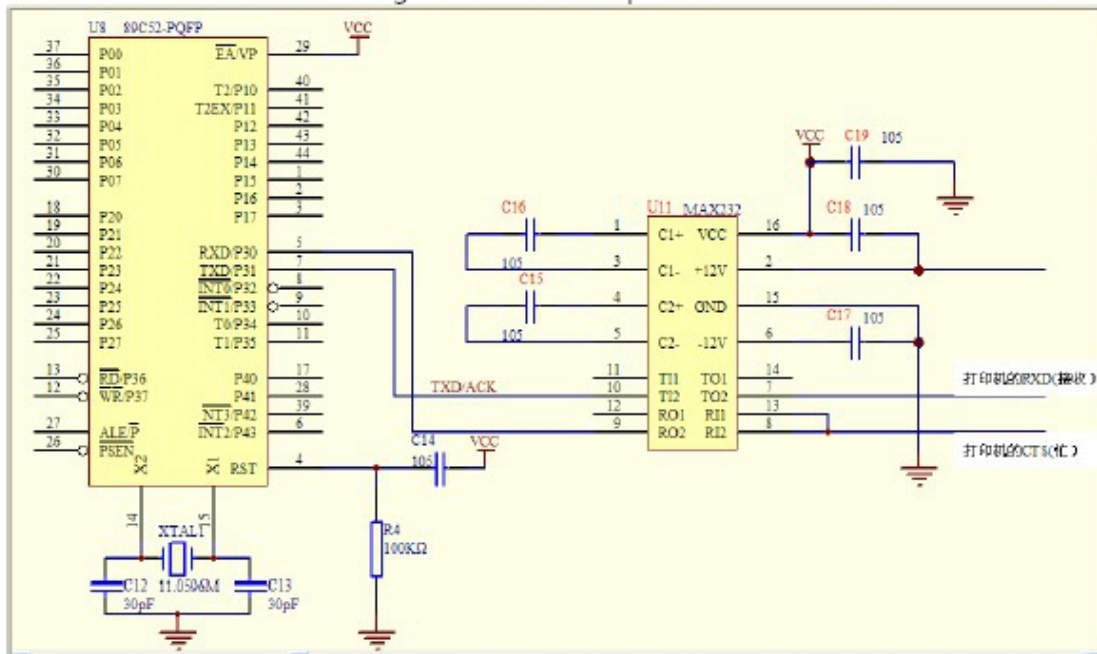 U8 89C52-PQFP
VCC
37 P00 EA/VP 29
36 P01
35 P02 T2/P10 40
34 P03 T2EX/P11 41
33 P04 P12 42
32 P05 P13 43
31 P06 P14 44
30 P07 P15 1
P16 2
18 P20 P17 3
19 P21
20 P22 RXD/P30 5
21 P23 TXD/P31 7
22 P24 INT0/P32 8
23 P25 INT1/P33 9
24 P26 T0/P34 10
25 P27 T1/P35 11
13 RD/P36 P40 17
12 WR/P37 P41 28
NT3/P42 39
27 ALE/P INT2/P43 6
26 PSEN
X2 X1 RST 4
14 15
XTAL1
11.0596M
C12
30pF
C13
30pF
C14
105
VCC
R4
100KΩ
TXD/ACK
C16
105
C15
105
U11 MAX232
1 C1+ VCC 16
3 C1- +12V 2
4 C2+ GND 15
5 C2- -12V 6
11 TI1 TO1 14
10 TI2 TO2 7
12 RO1 RI1 13
9 RO2 RI2 8
VCC
C19 105
C18 105
C17 105
打印机的RXD(接收)
打印机的CTS(忙)